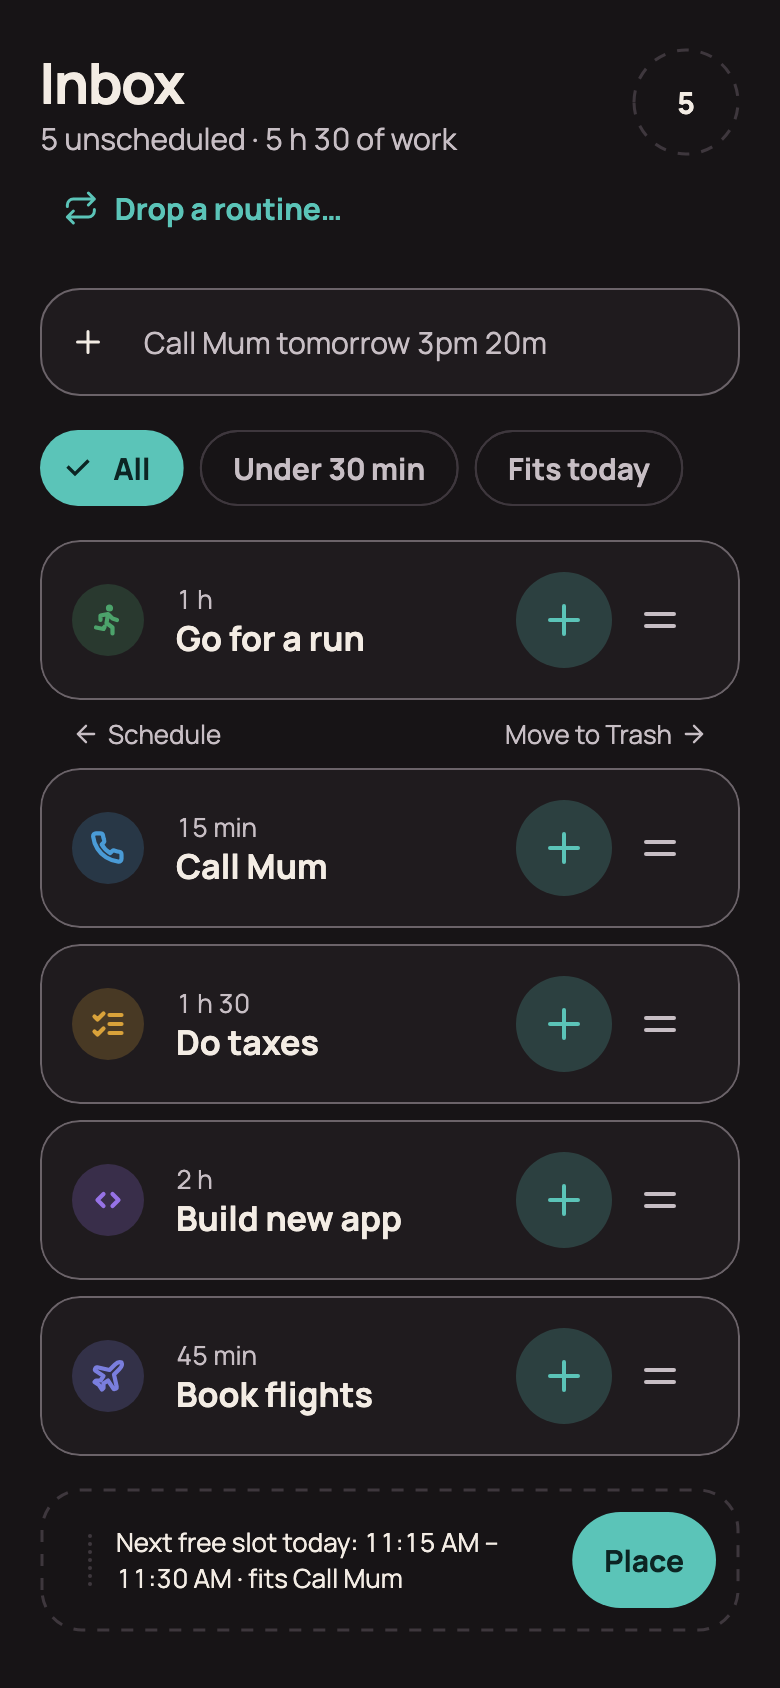 Inbox
5
5 unscheduled · 5 h 30 of work
Drop a routine...
Call Mum tomorrow 3pm 20m
All
Under 30 min
Fits today
1 h
Go for a run
← Schedule
Move to Trash →
15 min
Call Mum
1 h 30
Do taxes
2 h
Build new app
45 min
Book flights
Next free slot today: 11:15 AM –
11:30 AM · fits Call Mum
Place